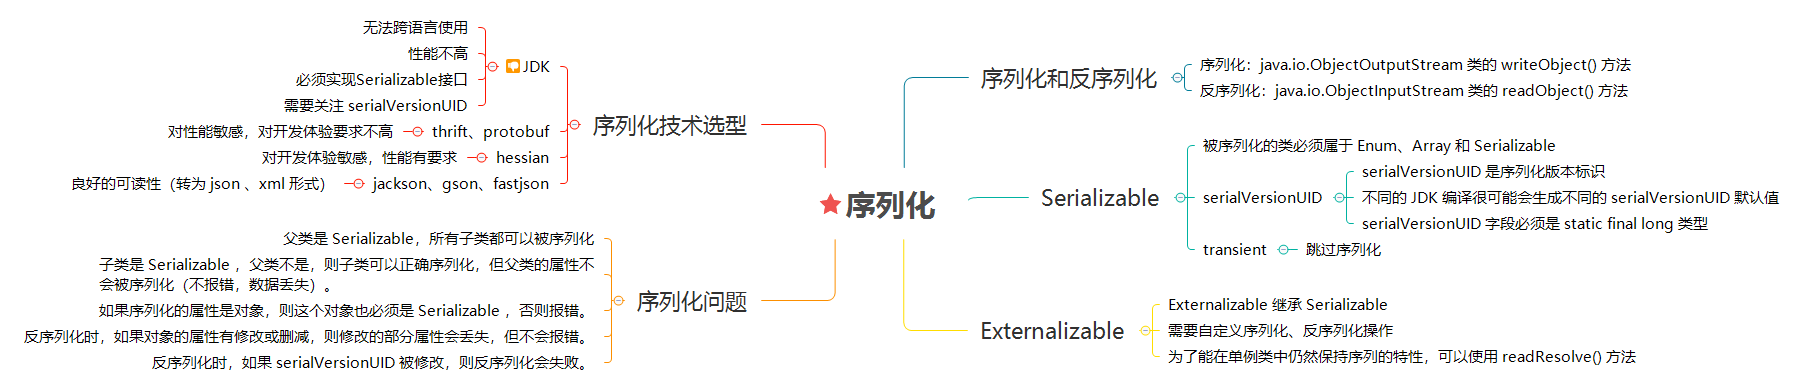 序列化
序列化技术选型
JDK
无法跨语言使用
性能不高
必须实现Serializable接口
需要关注 serialVersionUID
thrift、protobuf
对性能敏感，对开发体验要求不高
hessian
对开发体验敏感，性能有要求
jackson、gson、fastjson
良好的可读性（转为 json 、xml 形式）
序列化问题
父类是 Serializable，所有子类都可以被序列化
子类是 Serializable ，父类不是，则子类可以正确序列化，但父类的属性不
会被序列化（不报错，数据丢失）。
如果序列化的属性是对象，则这个对象也必须是 Serializable ，否则报错。
反序列化时，如果对象的属性有修改或删减，则修改的部分属性会丢失，但不会报错。
反序列化时，如果 serialVersionUID 被修改，则反序列化会失败。
序列化和反序列化
序列化：java.io.ObjectOutputStream 类的 writeObject() 方法
反序列化：java.io.ObjectInputStream 类的 readObject() 方法
Serializable
被序列化的类必须属于 Enum、Array 和 Serializable
serialVersionUID
serialVersionUID 是序列化版本标识
不同的 JDK 编译很可能会生成不同的 serialVersionUID 默认值
serialVersionUID 字段必须是 static final long 类型
transient
跳过序列化
Externalizable
Externalizable 继承 Serializable
需要自定义序列化、反序列化操作
为了能在单例类中仍然保持序列的特性，可以使用 readResolve() 方法